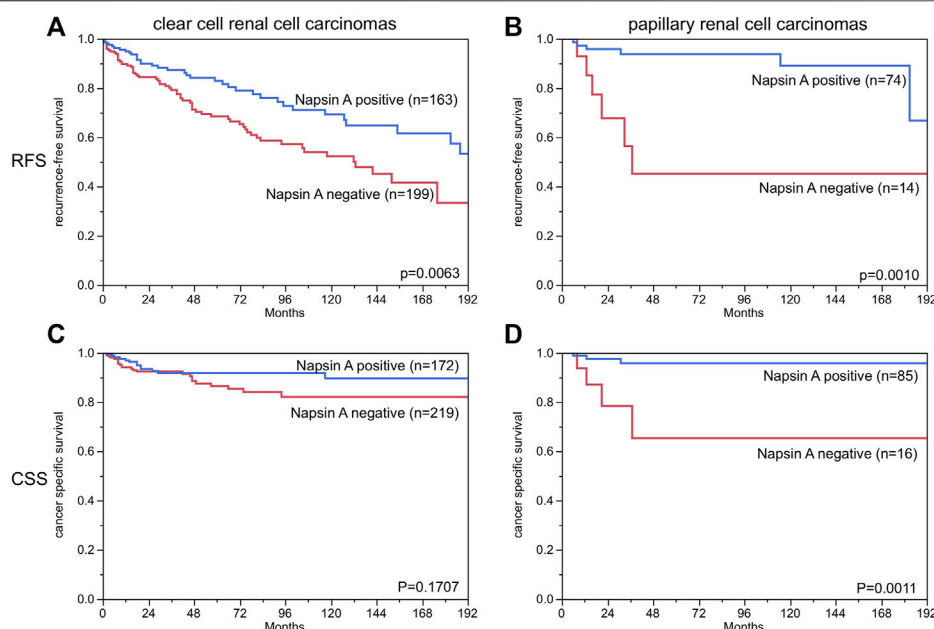 A clear cell renal cell carcinomas
B papillary renal cell carcinomas
RFS
recurrence-free survival
1.0
0.8
0.6
0.4
0.2
0.0
Napsin A positive (n=163)
Napsin A negative (n=199)
p=0.0063
0 24 48 72 96 120 144 168 192
Months
recurrence-free survival
1.0
0.8
0.6
0.4
0.2
0.0
Napsin A positive (n=74)
Napsin A negative (n=14)
p=0.0010
0 24 48 72 96 120 144 168 192
Months
C
CSS
cancer specific survival
1.0
0.8
0.6
0.4
0.2
0.0
Napsin A positive (n=172)
Napsin A negative (n=219)
P=0.1707
0 24 48 72 96 120 144 168 192
Months
D
cancer specific survival
1.0
0.8
0.6
0.4
0.2
0.0
Napsin A positive (n=85)
Napsin A negative (n=16)
P=0.0011
0 24 48 72 96 120 144 168 192
Months